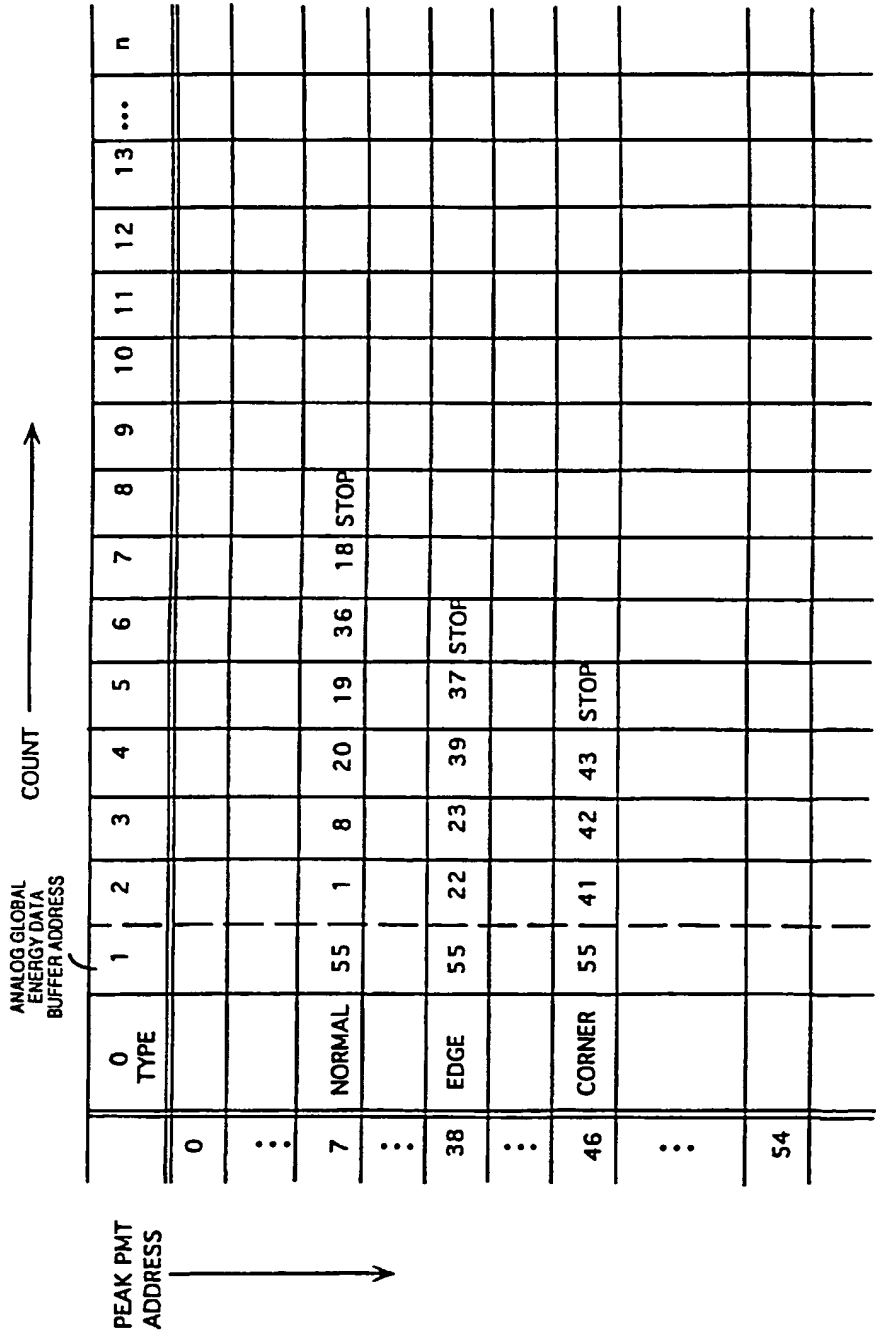 COUNT
ANALOG GLOBAL
ENERGY DATA
BUFFER ADDRESS
PEAK PMT
ADDRESS
0 1 2 3 4 5 6 7 8 9 10 11 12 13 ... n
TYPE
0
⋮
7 NORMAL 55 1 8 20 19 36 18 STOP
⋮
38 EDGE 55 22 23 39 37 STOP
⋮
46 CORNER 55 41 42 43 STOP
⋮
54